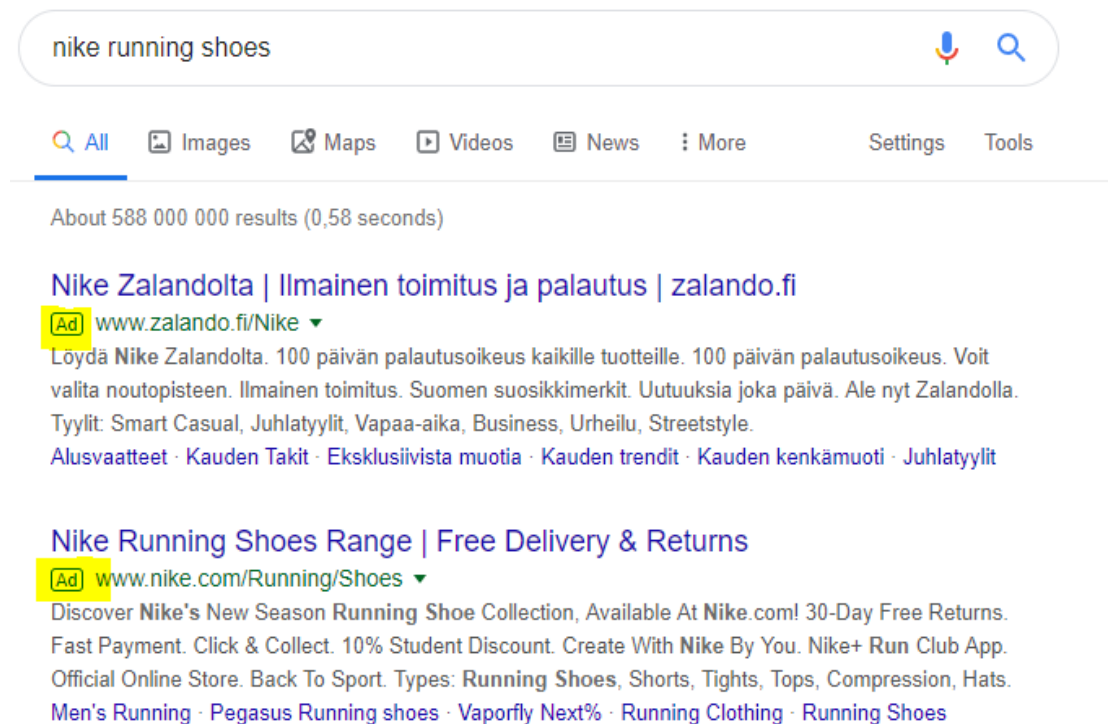 nike running shoes
All Images Maps Videos News More Settings Tools
About 588 000 000 results (0,58 seconds)
Nike Zalandolta | Ilmainen toimitus ja palautus | zalando.fi
Ad www.zalando.fi/Nike
Löydä Nike Zalandolta. 100 päivän palautusoikeus kaikille tuotteille. 100 päivän palautusoikeus. Voit
valita noutopisteen. Ilmainen toimitus. Suomen suosikkimerkit. Uutuuksia joka päivä. Ale nyt Zalandolla.
Tyylit: Smart Casual, Juhlatyylit, Vapaa-aika, Business, Urheilu, Streetstyle.
Alusvaatteet · Kauden Takit · Eksklusiivista muotia · Kauden trendit · Kauden kenkämuoti · Juhlatyylit
Nike Running Shoes Range | Free Delivery & Returns
Ad www.nike.com/Running/Shoes
Discover Nike's New Season Running Shoe Collection, Available At Nike.com! 30-Day Free Returns.
Fast Payment. Click & Collect. 10% Student Discount. Create With Nike By You. Nike+ Run Club App.
Official Online Store. Back To Sport. Types: Running Shoes, Shorts, Tights, Tops, Compression, Hats.
Men's Running · Pegasus Running shoes · Vaporfly Next% · Running Clothing · Running Shoes